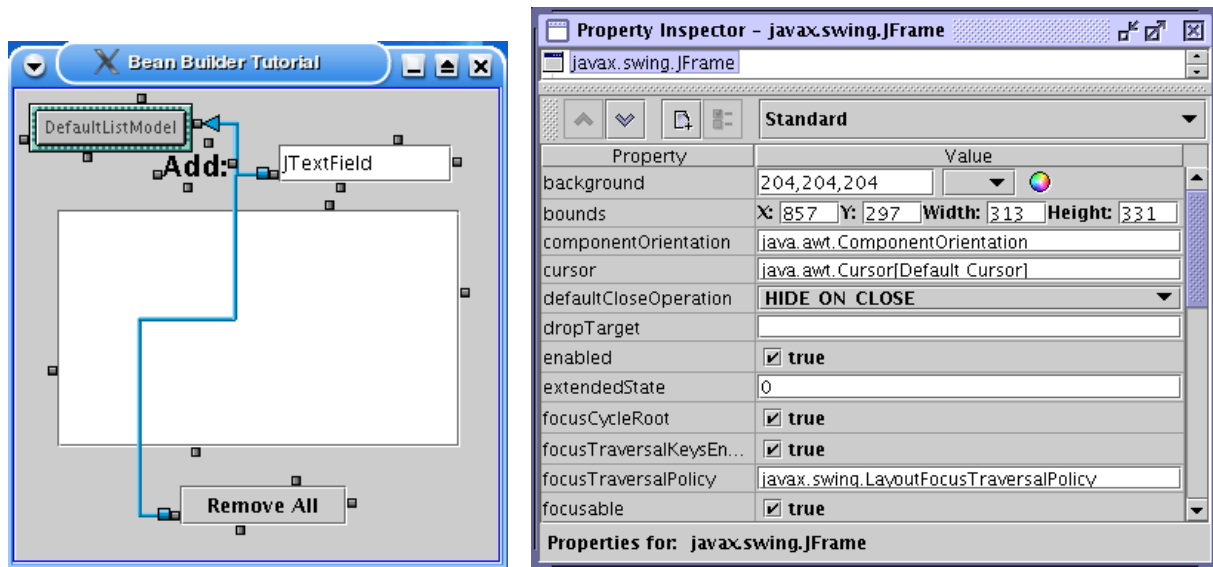 Bean Builder Tutorial
DefaultListModel
Add:
JTextField
Remove All
Property Inspector - javax.swing.JFrame
javax.swing.JFrame
Standard
Property Value
background 204,204,204
bounds X: 857 Y: 297 Width: 313 Height: 331
componentOrientation java.awt.ComponentOrientation
cursor java.awt.Cursor[Default Cursor]
defaultCloseOperation HIDE_ON_CLOSE
dropTarget
enabled true
extendedState 0
focusCycleRoot true
focusTraversalKeysEn... true
focusTraversalPolicy javax.swing.LayoutFocusTraversalPolicy
focusable true
Properties for: javax.swing.JFrame